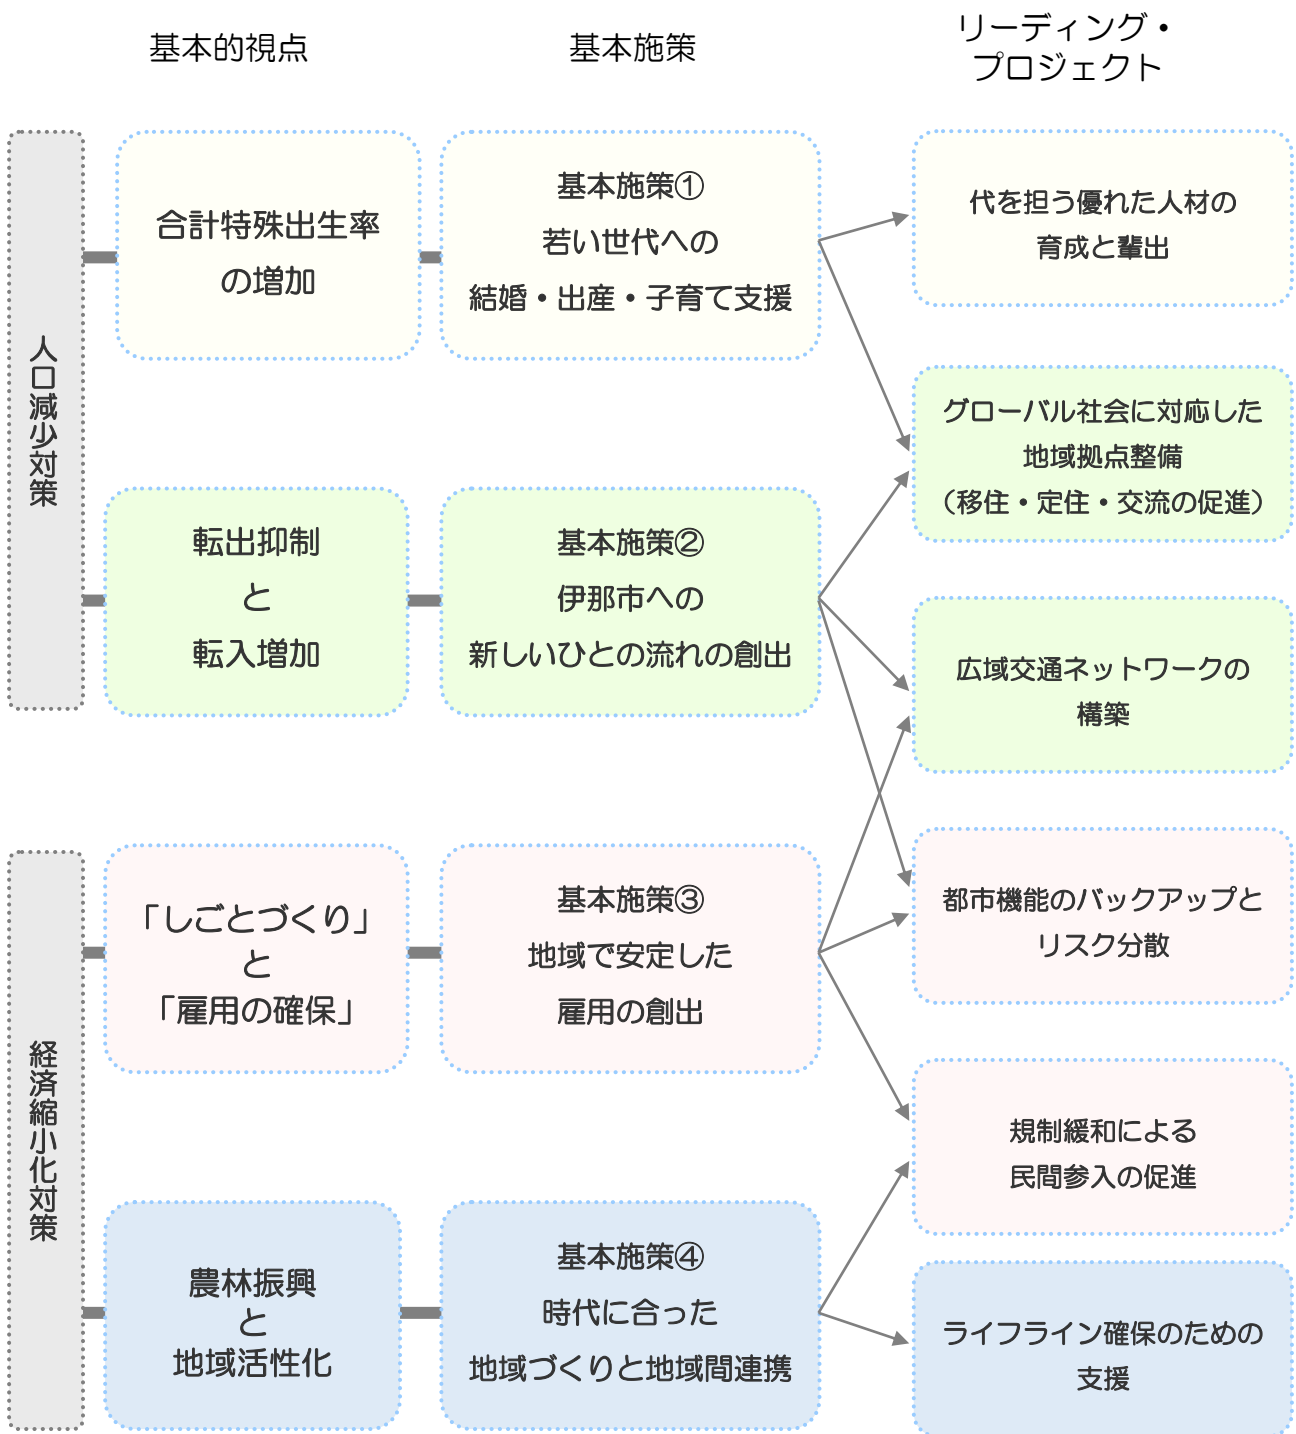 基本的視点
基本施策
リーディング・
プロジェクト
人口減少対策
合計特殊出生率
の増加
基本施策①
若い世代への
結婚・出産・子育て支援
代を担う優れた人材の
育成と輩出
グローバル社会に対応した
地域拠点整備
（移住・定住・交流の促進）
転出抑制
と
転入増加
基本施策②
伊那市への
新しいひとの流れの創出
広域交通ネットワークの
構築
経済縮小化対策
「しごとづくり」
と
「雇用の確保」
基本施策③
地域で安定した
雇用の創出
都市機能のバックアップと
リスク分散
規制緩和による
民間参入の促進
農林振興
と
地域活性化
基本施策④
時代に合った
地域づくりと地域間連携
ライフライン確保のための
支援